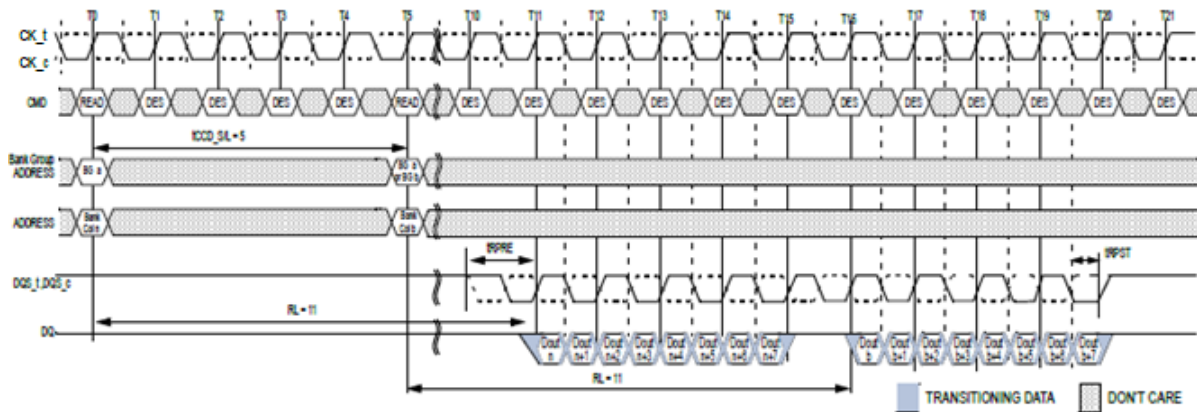 T0 T1 T2 T3 T4 T5 T10 T11 T12 T13 T14 T15 T16 T17 T18 T19 T20 T21
CK_t
CK_c
CMD READ DES DES DES DES READ DES DES DES DES DES DES DES DES DES DES DES DES
tCCD_S/L = 5
Bank Group
ADDRESS BG a BG a
or BG b
ADDRESS Bank
Col n Bank
Col b
tRPRE tRPST
DQS_t,DQS_c
RL = 11
DQ Dout
n Dout
n+1 Dout
n+2 Dout
n+3 Dout
n+4 Dout
n+5 Dout
n+6 Dout
n+7 Dout
b Dout
b+1 Dout
b+2 Dout
b+3 Dout
b+4 Dout
b+5 Dout
b+6 Dout
b+7
RL = 11
TRANSITIONING DATA DON'T CARE